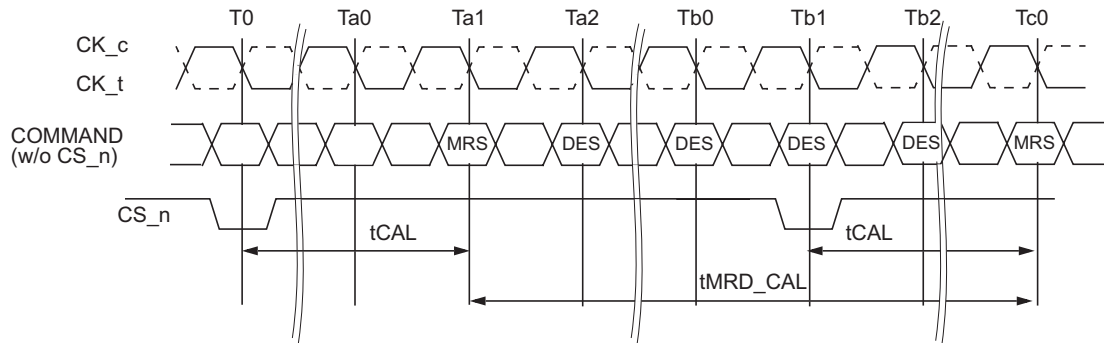 T0 Ta0 Ta1 Ta2 Tb0 Tb1 Tb2 Tc0
CK_c
CK_t
COMMAND
(w/o CS_n)
MRS DES DES DES DES MRS
CS_n
tCAL tCAL
tMRD_CAL